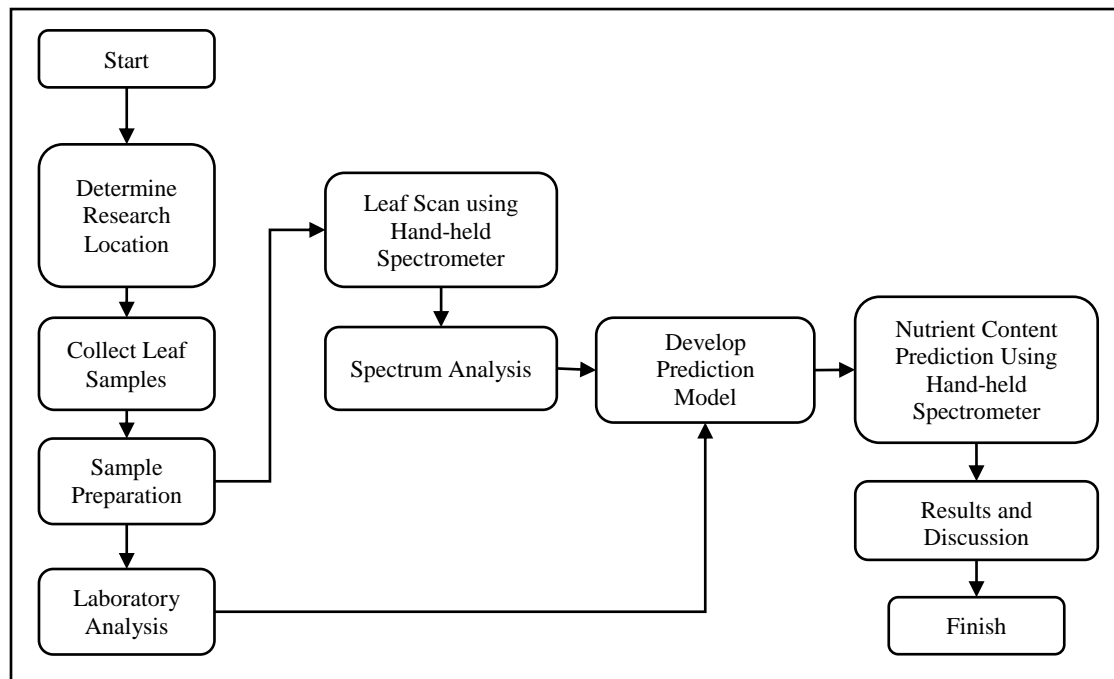 Start
Determine
Research
Location
Collect Leaf
Samples
Sample
Preparation
Laboratory
Analysis
Leaf Scan using
Hand-held
Spectrometer
Spectrum Analysis
Develop
Prediction
Model
Nutrient Content
Prediction Using
Hand-held
Spectrometer
Results and
Discussion
Finish